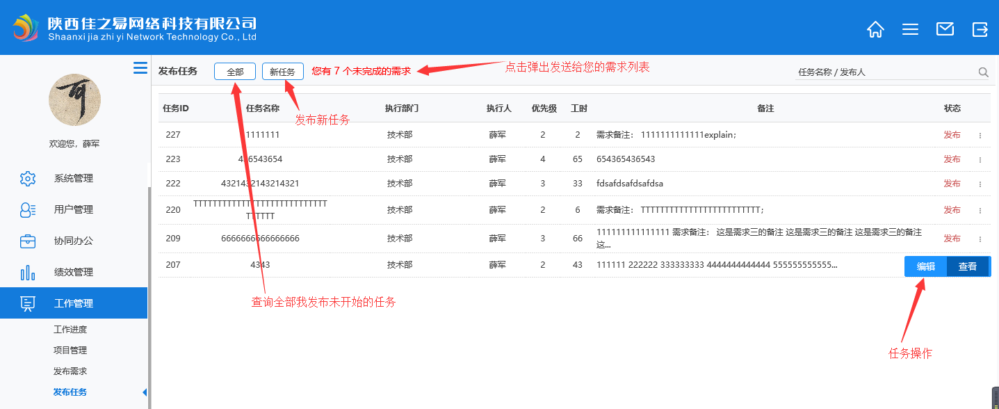 陕西佳之易网络科技有限公司
Shaanxi jia zhi yi Network Technology Co., Ltd
发布任务 全部 新任务 您有 7 个未完成的需求 点击弹出发送给您的需求列表 任务名称 / 发布人
欢迎您，薛军
系统管理
用户管理
协同办公
绩效管理
工作管理
工作进度
项目管理
发布需求
发布任务
任务ID 任务名称 执行部门 执行人 优先级 工时 备注 状态
发布新任务
227 1111111 技术部 薛军 2 2 需求备注： 1111111111111explain; 发布
223 436543654 技术部 薛军 4 65 654365436543 发布
222 4321432143214321 技术部 薛军 3 33 fdsafdsafdsafdsa 发布
220 TTTTTTTTTTTTTTTTTTTTTTTTTTTT
TTTTTT 技术部 薛军 2 6 需求备注： TTTTTTTTTTTTTTTTTTTTTTTTT; 发布
209 6666666666666666 技术部 薛军 3 66 111111111111111 需求备注： 这是需求三的备注 这是需求三的备注 这是需求三的备注
这... 发布
207 4343 技术部 薛军 2 43 111111 222222 333333333 4444444444444 555555555555... 编辑 查看
查询全部我发布未开始的任务
任务操作